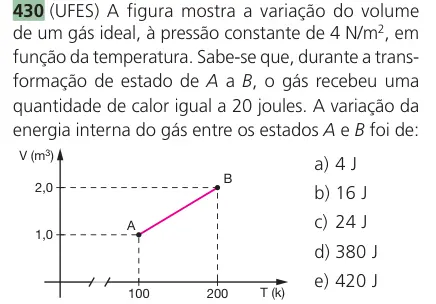 430 (UFES) A figura mostra a variação do volume
de um gás ideal, à pressão constante de 4 N/m², em
função da temperatura. Sabe-se que, durante a trans-
formação de estado de A a B, o gás recebeu uma
quantidade de calor igual a 20 joules. A variação da
energia interna do gás entre os estados A e B foi de:
V (m³)
2,0
1,0
A
B
100
200
T (k)
a) 4 J
b) 16 J
c) 24 J
d) 380 J
e) 420 J